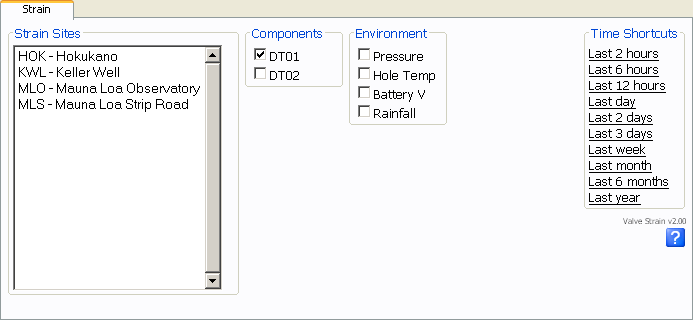 Strain
Strain Sites
HOK - Hokukano
KWL - Keller Well
MLO - Mauna Loa Observatory
MLS - Mauna Loa Strip Road
Components
DT01
DT02
Environment
Pressure
Hole Temp
Battery V
Rainfall
Time Shortcuts
Last 2 hours
Last 6 hours
Last 12 hours
Last day
Last 2 days
Last 3 days
Last week
Last month
Last 6 months
Last year
Valve Strain v2.00
?